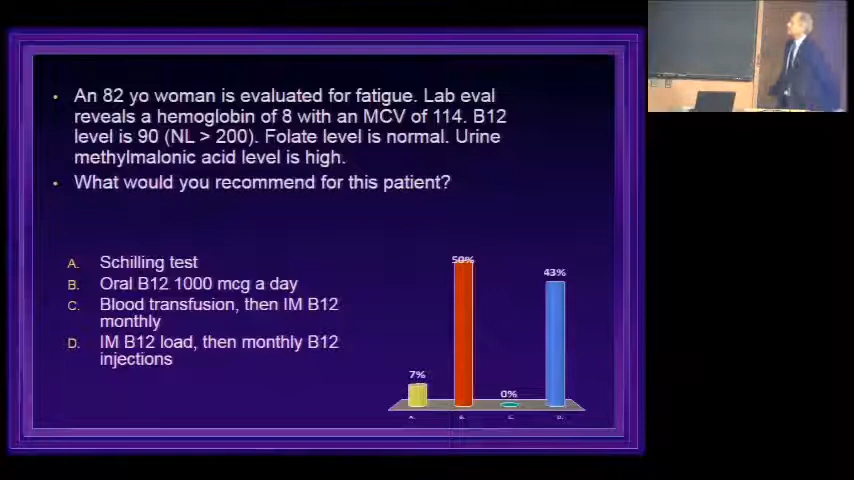 • An 82 yo woman is evaluated for fatigue. Lab eval
reveals a hemoglobin of 8 with an MCV of 114. B12
level is 90 (NL > 200). Folate level is normal. Urine
methylmalonic acid level is high.
• What would you recommend for this patient?
A. Schilling test
B. Oral B12 1000 mcg a day
C. Blood transfusion, then IM B12
monthly
D. IM B12 load, then monthly B12
injections
50%
43%
7%
0%
A. B. C. D.